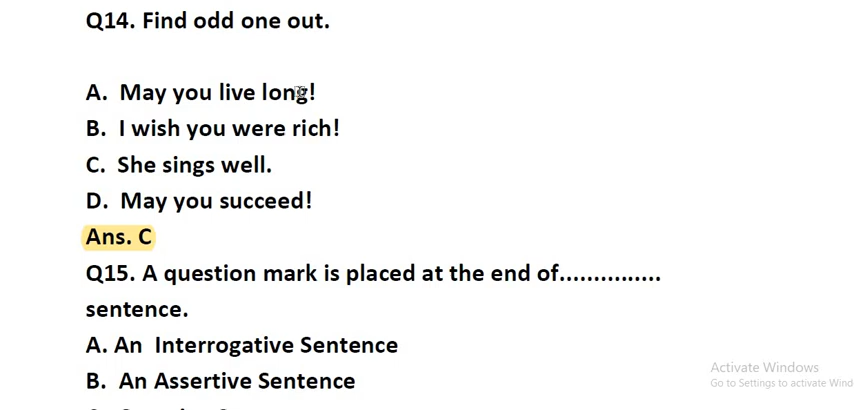 Q14. Find odd one out.
A. May you live long!
B. I wish you were rich!
C. She sings well.
D. May you succeed!
Ans. C
Q15. A question mark is placed at the end of...............
sentence.
A. An Interrogative Sentence
Activate Windows
B. An Assertive Sentence
Go to Settings to activate Wind